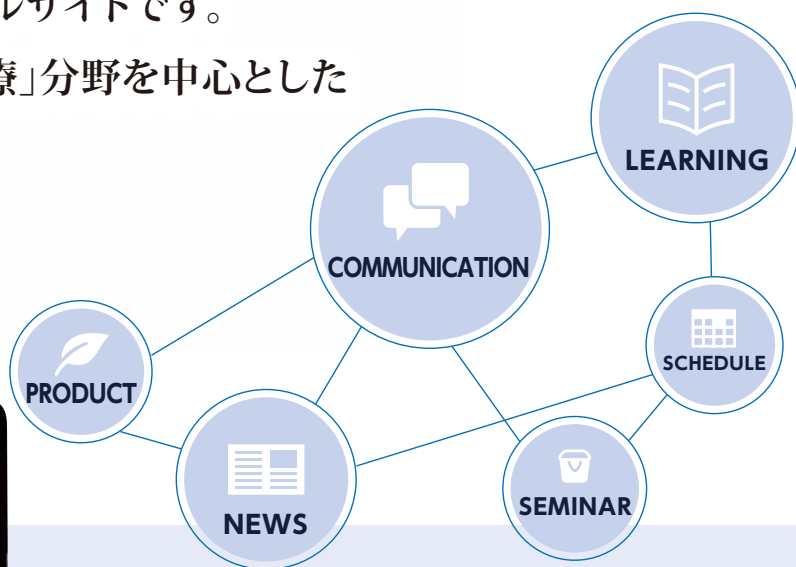 ルサイトです。
療」分野を中心とした
LEARNING
COMMUNICATION
SCHEDULE
PRODUCT
SEMINAR
NEWS